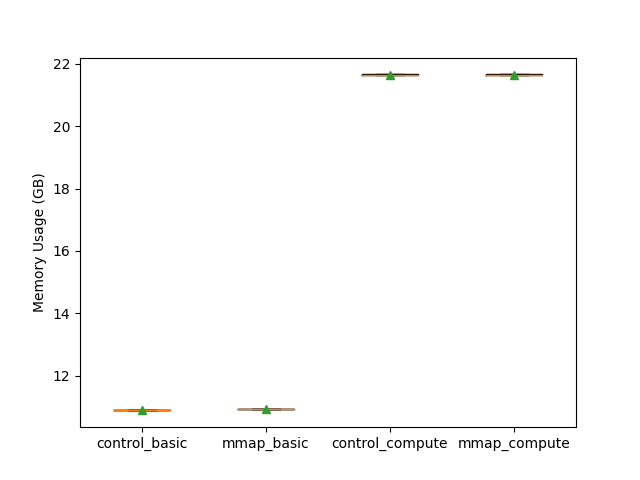 22
20
18
16
14
12
Memory Usage (GB)
control_basic
mmap_basic
control_compute
mmap_compute